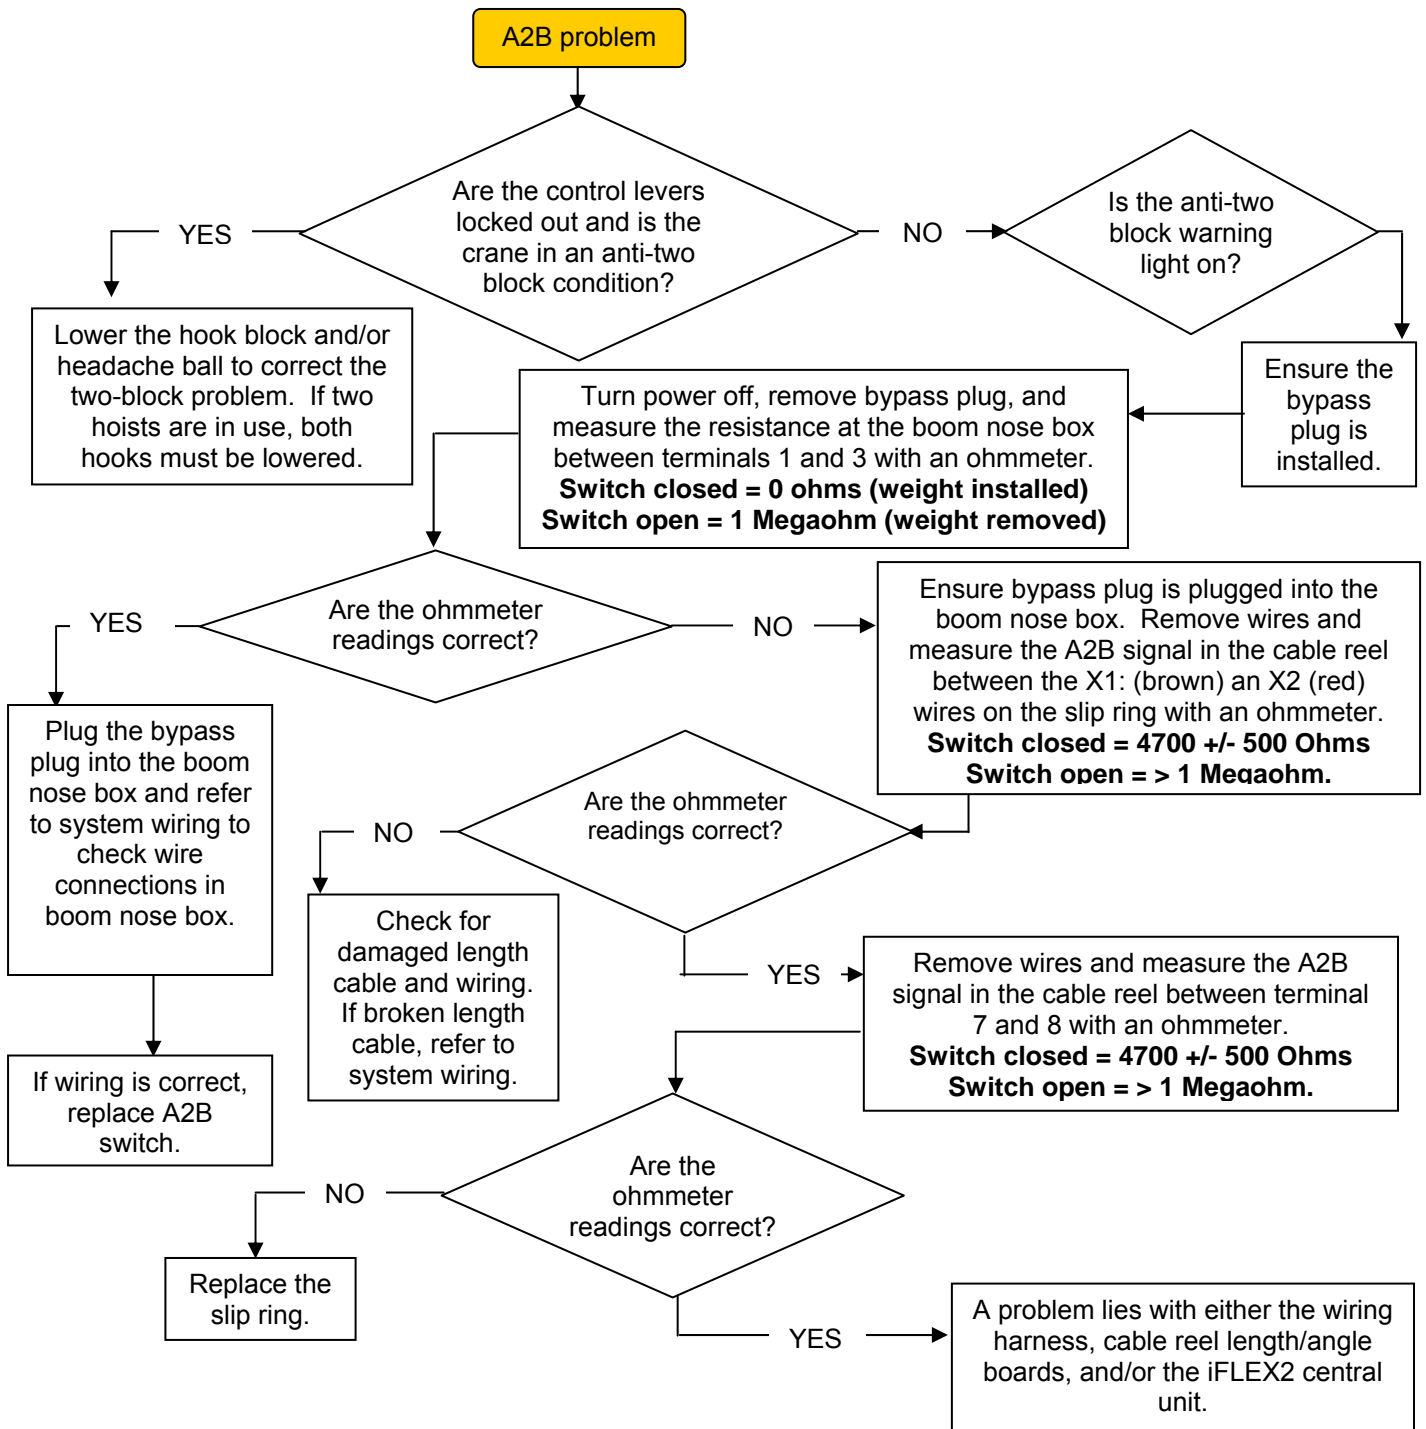 A2B problem
Are the control levers
locked out and is the
crane in an anti-two
block condition?
YES
NO
Is the anti-two
block warning
light on?
Lower the hook block and/or
headache ball to correct the
two-block problem.  If two
hoists are in use, both
hooks must be lowered.
Ensure the
bypass
plug is
installed.
Turn power off, remove bypass plug, and
measure the resistance at the boom nose box
between terminals 1 and 3 with an ohmmeter.
Switch closed = 0 ohms (weight installed)
Switch open = 1 Megaohm (weight removed)
Are the ohmmeter
readings correct?
YES
NO
Ensure bypass plug is plugged into the
boom nose box.  Remove wires and
measure the A2B signal in the cable reel
between the X1: (brown) an X2 (red)
wires on the slip ring with an ohmmeter.
Switch closed = 4700 +/- 500 Ohms
Switch open = > 1 Megaohm.
Plug the bypass
plug into the boom
nose box and refer
to system wiring to
check wire
connections in
boom nose box.
If wiring is correct,
replace A2B
switch.
Are the ohmmeter
readings correct?
NO
YES
Check for
damaged length
cable and wiring.
If broken length
cable, refer to
system wiring.
Remove wires and measure the A2B
signal in the cable reel between terminal
7 and 8 with an ohmmeter.
Switch closed = 4700 +/- 500 Ohms
Switch open = > 1 Megaohm.
Are the
ohmmeter
readings correct?
NO
YES
Replace the
slip ring.
A problem lies with either the wiring
harness, cable reel length/angle
boards, and/or the iFLEX2 central
unit.